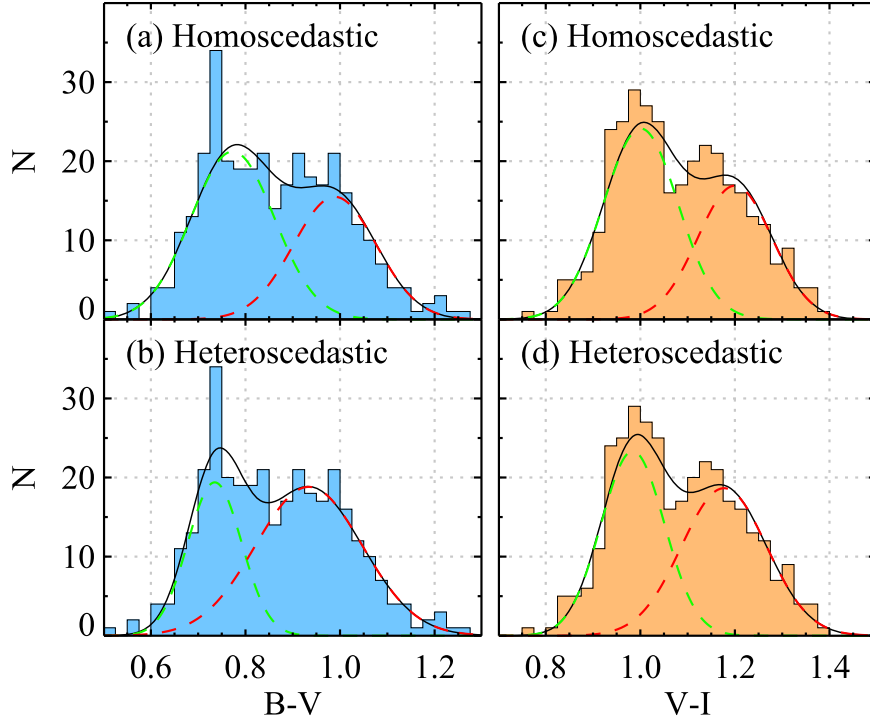 (a) Homoscedastic
(c) Homoscedastic
30
20
10
0
N
(b) Heteroscedastic
(d) Heteroscedastic
30
20
10
0
N
0.6 0.8 1.0 1.2
0.8 1.0 1.2 1.4
B-V
V-I